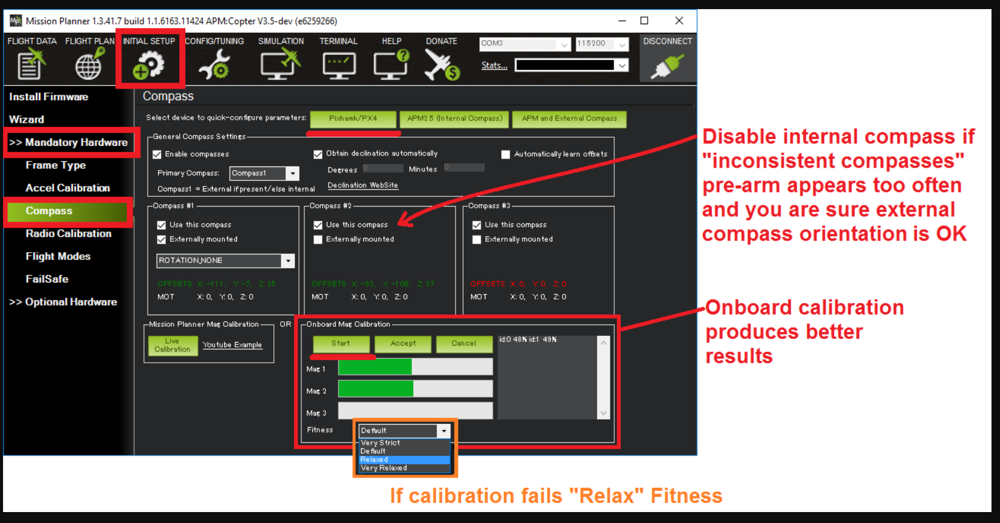 Mission Planner 1.3.41.7 build 1.1.6163.11424 APM:Copter V3.5-dev (e6259266)
FLIGHT DATA FLIGHT PLAN INITIAL SETUP CONFIG/TUNING SIMULATION TERMINAL HELP DONATE COM3 115200 DISCONNECT
Stats...
Install Firmware
Wizard
>> Mandatory Hardware
Frame Type
Accel Calibration
Compass
Radio Calibration
Flight Modes
FailSafe
>> Optional Hardware
Compass
Select device to quick-configure parameters: Pixhawk/PX4 APM2.5 (Internal Compass) APM and External Compass
General Compass Settings
Enable compasses Obtain declination automatically Automatically learn offsets
Primary Compass: Compass1 Degrees 0 Minutes 0
Compass1 = External if present/else internal Declination WebSite
Compass #1
Use this compass
Externally mounted
ROTATION_NONE
OFFSETS X: -111, Y: -7, Z: 35
MOT X: 0, Y: 0, Z: 0
Compass #2
Use this compass
Externally mounted
OFFSETS X: -93, Y: -106, Z: 27
MOT X: 0, Y: 0, Z: 0
Compass #3
Use this compass
Externally mounted
OFFSETS X: 0, Y: 0, Z: 0
MOT X: 0, Y: 0, Z: 0
Mission Planner Mag Calibration
Live
Calibration
Youtube Example
OR
Onboard Mag Calibration
Start Accept Cancel
id:0 48% id:1 49%
Mag 1
Mag 2
Mag 3
Fitness Default
Very Strict
Default
Relaxed
Very Relaxed
Disable internal compass if
"inconsistent compasses"
pre-arm appears too often
and you are sure external
compass orientation is OK
Onboard calibration
produces better
results
If calibration fails "Relax" Fitness